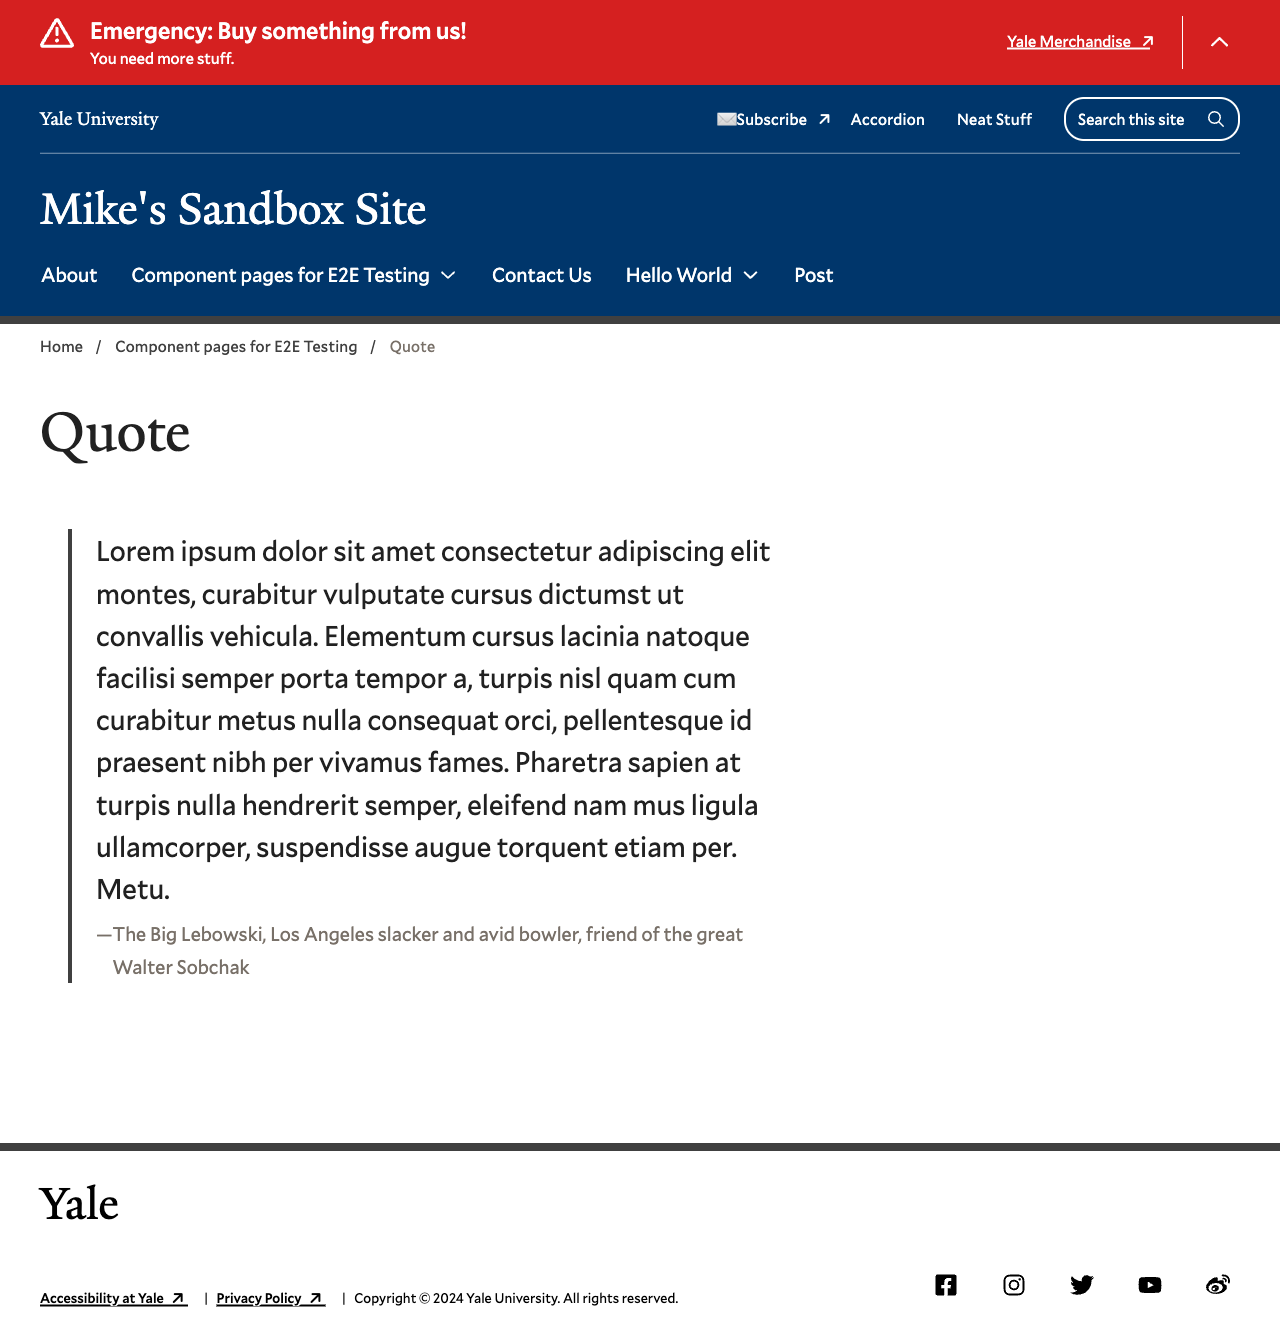 Emergency: Buy something from us!
You need more stuff.
Yale Merchandise
Yale University
Subscribe
Accordion
Neat Stuff
Search this site
Mike's Sandbox Site
About
Component pages for E2E Testing
Contact Us
Hello World
Post
Home / Component pages for E2E Testing / Quote
Quote
Lorem ipsum dolor sit amet consectetur adipiscing elit
montes, curabitur vulputate cursus dictumst ut
convallis vehicula. Elementum cursus lacinia natoque
facilisi semper porta tempor a, turpis nisl quam cum
curabitur metus nulla consequat orci, pellentesque id
praesent nibh per vivamus fames. Pharetra sapien at
turpis nulla hendrerit semper, eleifend nam mus ligula
ullamcorper, suspendisse augue torquent etiam per.
Metu.
—The Big Lebowski, Los Angeles slacker and avid bowler, friend of the great
Walter Sobchak
Yale
Accessibility at Yale | Privacy Policy | Copyright © 2024 Yale University. All rights reserved.